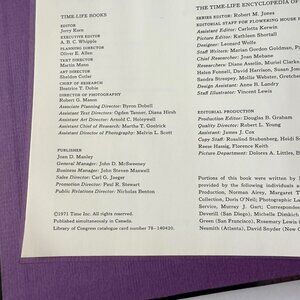 TIME-LIFE BOOKS
EDITOR
Jerry Korn
EXECUTIVE EDITOR
A. B. C. Whipple
PLANNING DIRECTOR
Oliver E. Allen
TEXT DIRECTOR
Martin Mann
ART DIRECTOR
Sheldon Cotler
CHIEF OF RESEARCH
Beatrice T. Dobie
DIRECTOR OF PHOTOGRAPHY
Robert G. Mason
Associate Planning Director: Byron Dobell
Assistant Text Directors: Ogden Tanner, Diana Hirsh
Assistant Art Director: Arnold C. Holeywell
Assistant Chief of Research: Martha T. Goolrick
Assistant Director of Photography: Melvin L. Scott
PUBLISHER
Joan D. Manley
General Manager: John D. McSweeney
Business Manager: John Steven Maxwell
Sales Director: Carl G. Jaeger
Promotion Director: Paul R. Stewart
Public Relations Director: Nicholas Benton
©1971 Time Inc. All rights reserved.
Published simultaneously in Canada.
Library of Congress catalogue card number 78-140420.
THE TIME-LIFE ENCYCLOPEDIA OF
SERIES EDITOR: Robert M. Jones
EDITORIAL STAFF FOR FLOWERING HOUSE
Assistant Editor: Carlotta Kerwin
Picture Editor: Kathleen Shortall
Designer: Leonard Wolfe
Staff Writers: Marian Gordon Goldman,
Chief Researcher: Joan Mebane
Researchers: Diane Asselin, Muriel Clarke,
Helen Fennell, David Harrison, Susan
Sandra Streepey, Mollie Webster, Gretchen
Design Assistant: Anne B. Landry
Staff Illustrator: Vincent Lewis
EDITORIAL PRODUCTION
Production Editor: Douglas B. Graham
Quality Director: Robert L. Young
Assistant: James J. Cox
Copy Staff: Rosalind Stubenberg, Heidi
Reese Hassig, Florence Keith
Picture Department: Dolores A. Littles,
Portions of this book were written by
provided by the following individuals
Production, Norman Airey, Margaret T.
Collection, Doris O'Neil; Photographic
Service, Murray J. Gart; Correspondents
Deverill (San Diego), Michelle
Green (San Francisco), Rosemary
Nesmith (Atlanta), David Snyder (New